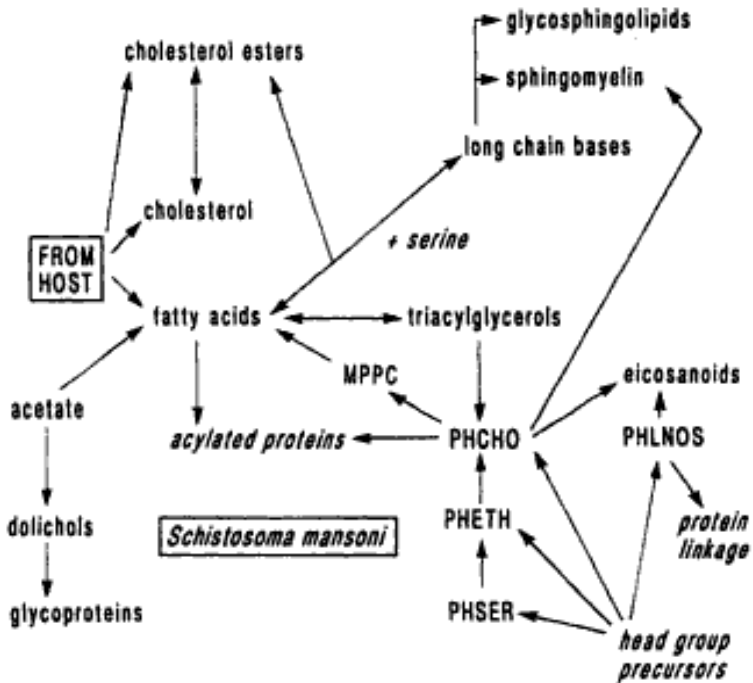 glycosphingolipids
cholesterol esters
sphingomyelin
long chain bases
cholesterol
+ serine
FROM
HOST
fatty acids
triacylglycerols
MPPC
eicosanoids
acetate
acylated proteins
PHCHO
PHLNOS
PHETH
protein
linkage
dolichols
Schistosoma mansoni
glycoproteins
PHSER
head group
precursors